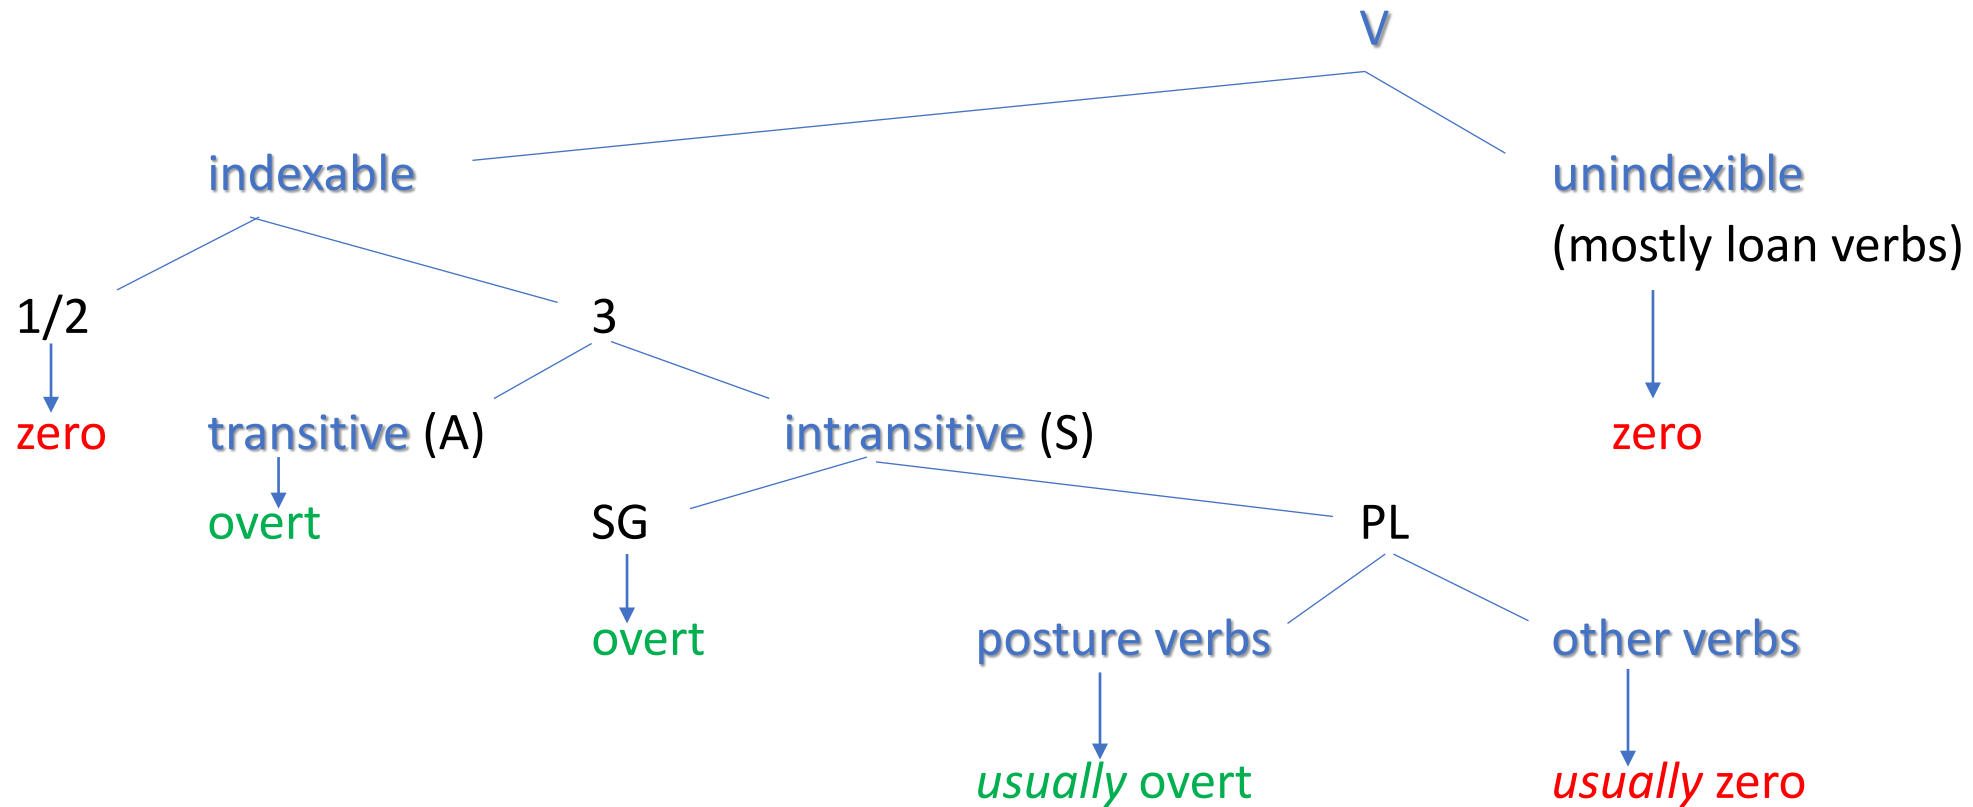 V
indexable
unindexible
(mostly loan verbs)
1/2
3
zero
transitive (A)
intransitive (S)
zero
overt
SG
PL
overt
posture verbs
other verbs
usually overt
usually zero